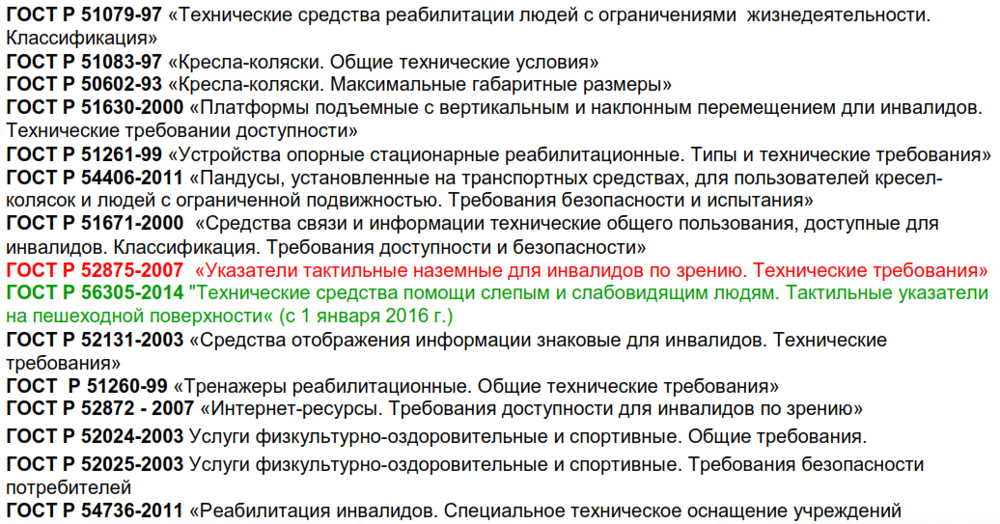 ГОСТ Р 51079-97 «Технические средства реабилитации людей с ограничениями  жизнедеятельности.
Классификация»
ГОСТ Р 51083-97 «Кресла-коляски. Общие технические условия»
ГОСТ Р 50602-93 «Кресла-коляски. Максимальные габаритные размеры»
ГОСТ Р 51630-2000 «Платформы подъемные с вертикальным и наклонным перемещением дли инвалидов.
Технические требовании доступности»
ГОСТ Р 51261-99 «Устройства опорные стационарные реабилитационные. Типы и технические требования»
ГОСТ Р 54406-2011 «Пандусы, установленные на транспортных средствах, для пользователей кресел-
колясок и людей с ограниченной подвижностью. Требования безопасности и испытания»
ГОСТ Р 51671-2000  «Средства связи и информации технические общего пользования, доступные для
инвалидов. Классификация. Требования доступности и безопасности»
ГОСТ Р 52875-2007  «Указатели тактильные наземные для инвалидов по зрению. Технические требования»
ГОСТ Р 56305-2014 "Технические средства помощи слепым и слабовидящим людям. Тактильные указатели
на пешеходной поверхности« (с 1 января 2016 г.)
ГОСТ Р 52131-2003 «Средства отображения информации знаковые для инвалидов. Технические
требования»
ГОСТ  Р 51260-99 «Тренажеры реабилитационные. Общие технические требования»
ГОСТ Р 52872 - 2007 «Интернет-ресурсы. Требования доступности для инвалидов по зрению»
ГОСТ Р 52024-2003 Услуги физкультурно-оздоровительные и спортивные. Общие требования.
ГОСТ Р 52025-2003 Услуги физкультурно-оздоровительные и спортивные. Требования безопасности
потребителей
ГОСТ Р 54736-2011 «Реабилитация инвалидов. Специальное техническое оснащение учреждений